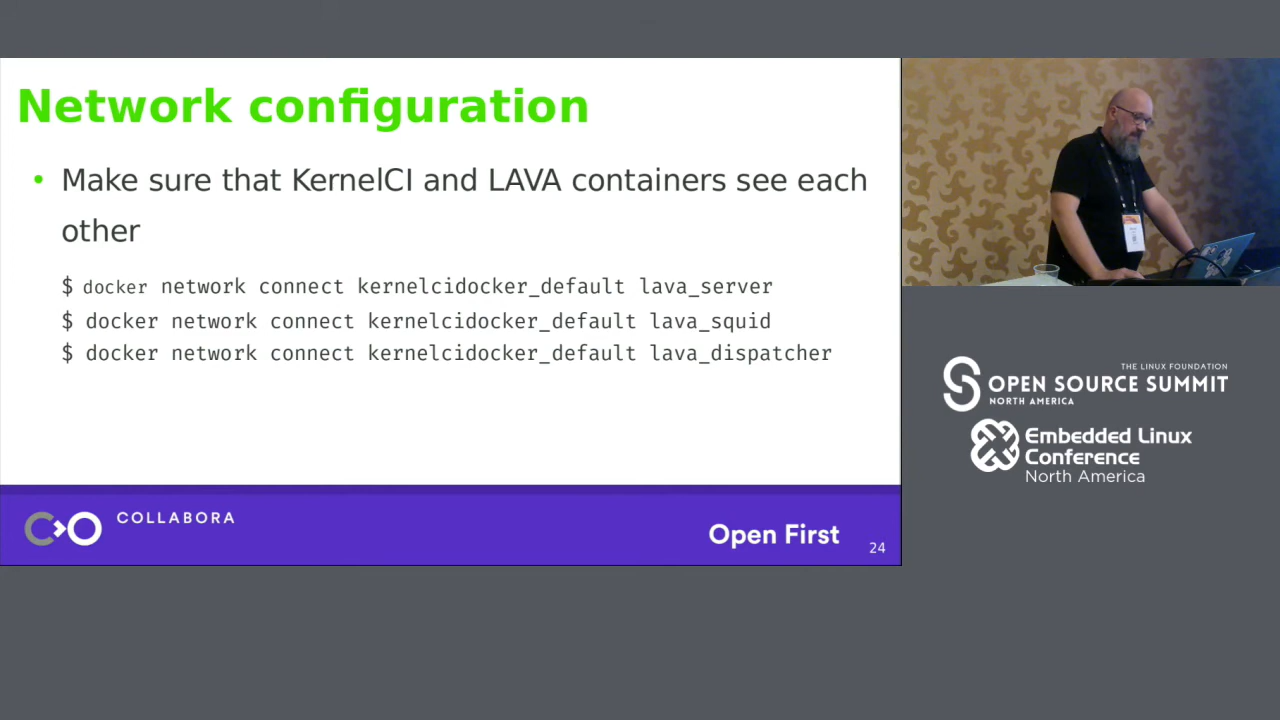 Network configuration
• Make sure that KernelCI and LAVA containers see each
other
$ docker network connect kernelcidocker_default lava_server
$ docker network connect kernelcidocker_default lava_squid
$ docker network connect kernelcidocker_default lava_dispatcher
COLLABORA
Open First
24
THE LINUX FOUNDATION
OPEN SOURCE SUMMIT
NORTH AMERICA
Embedded Linux
Conference
North America